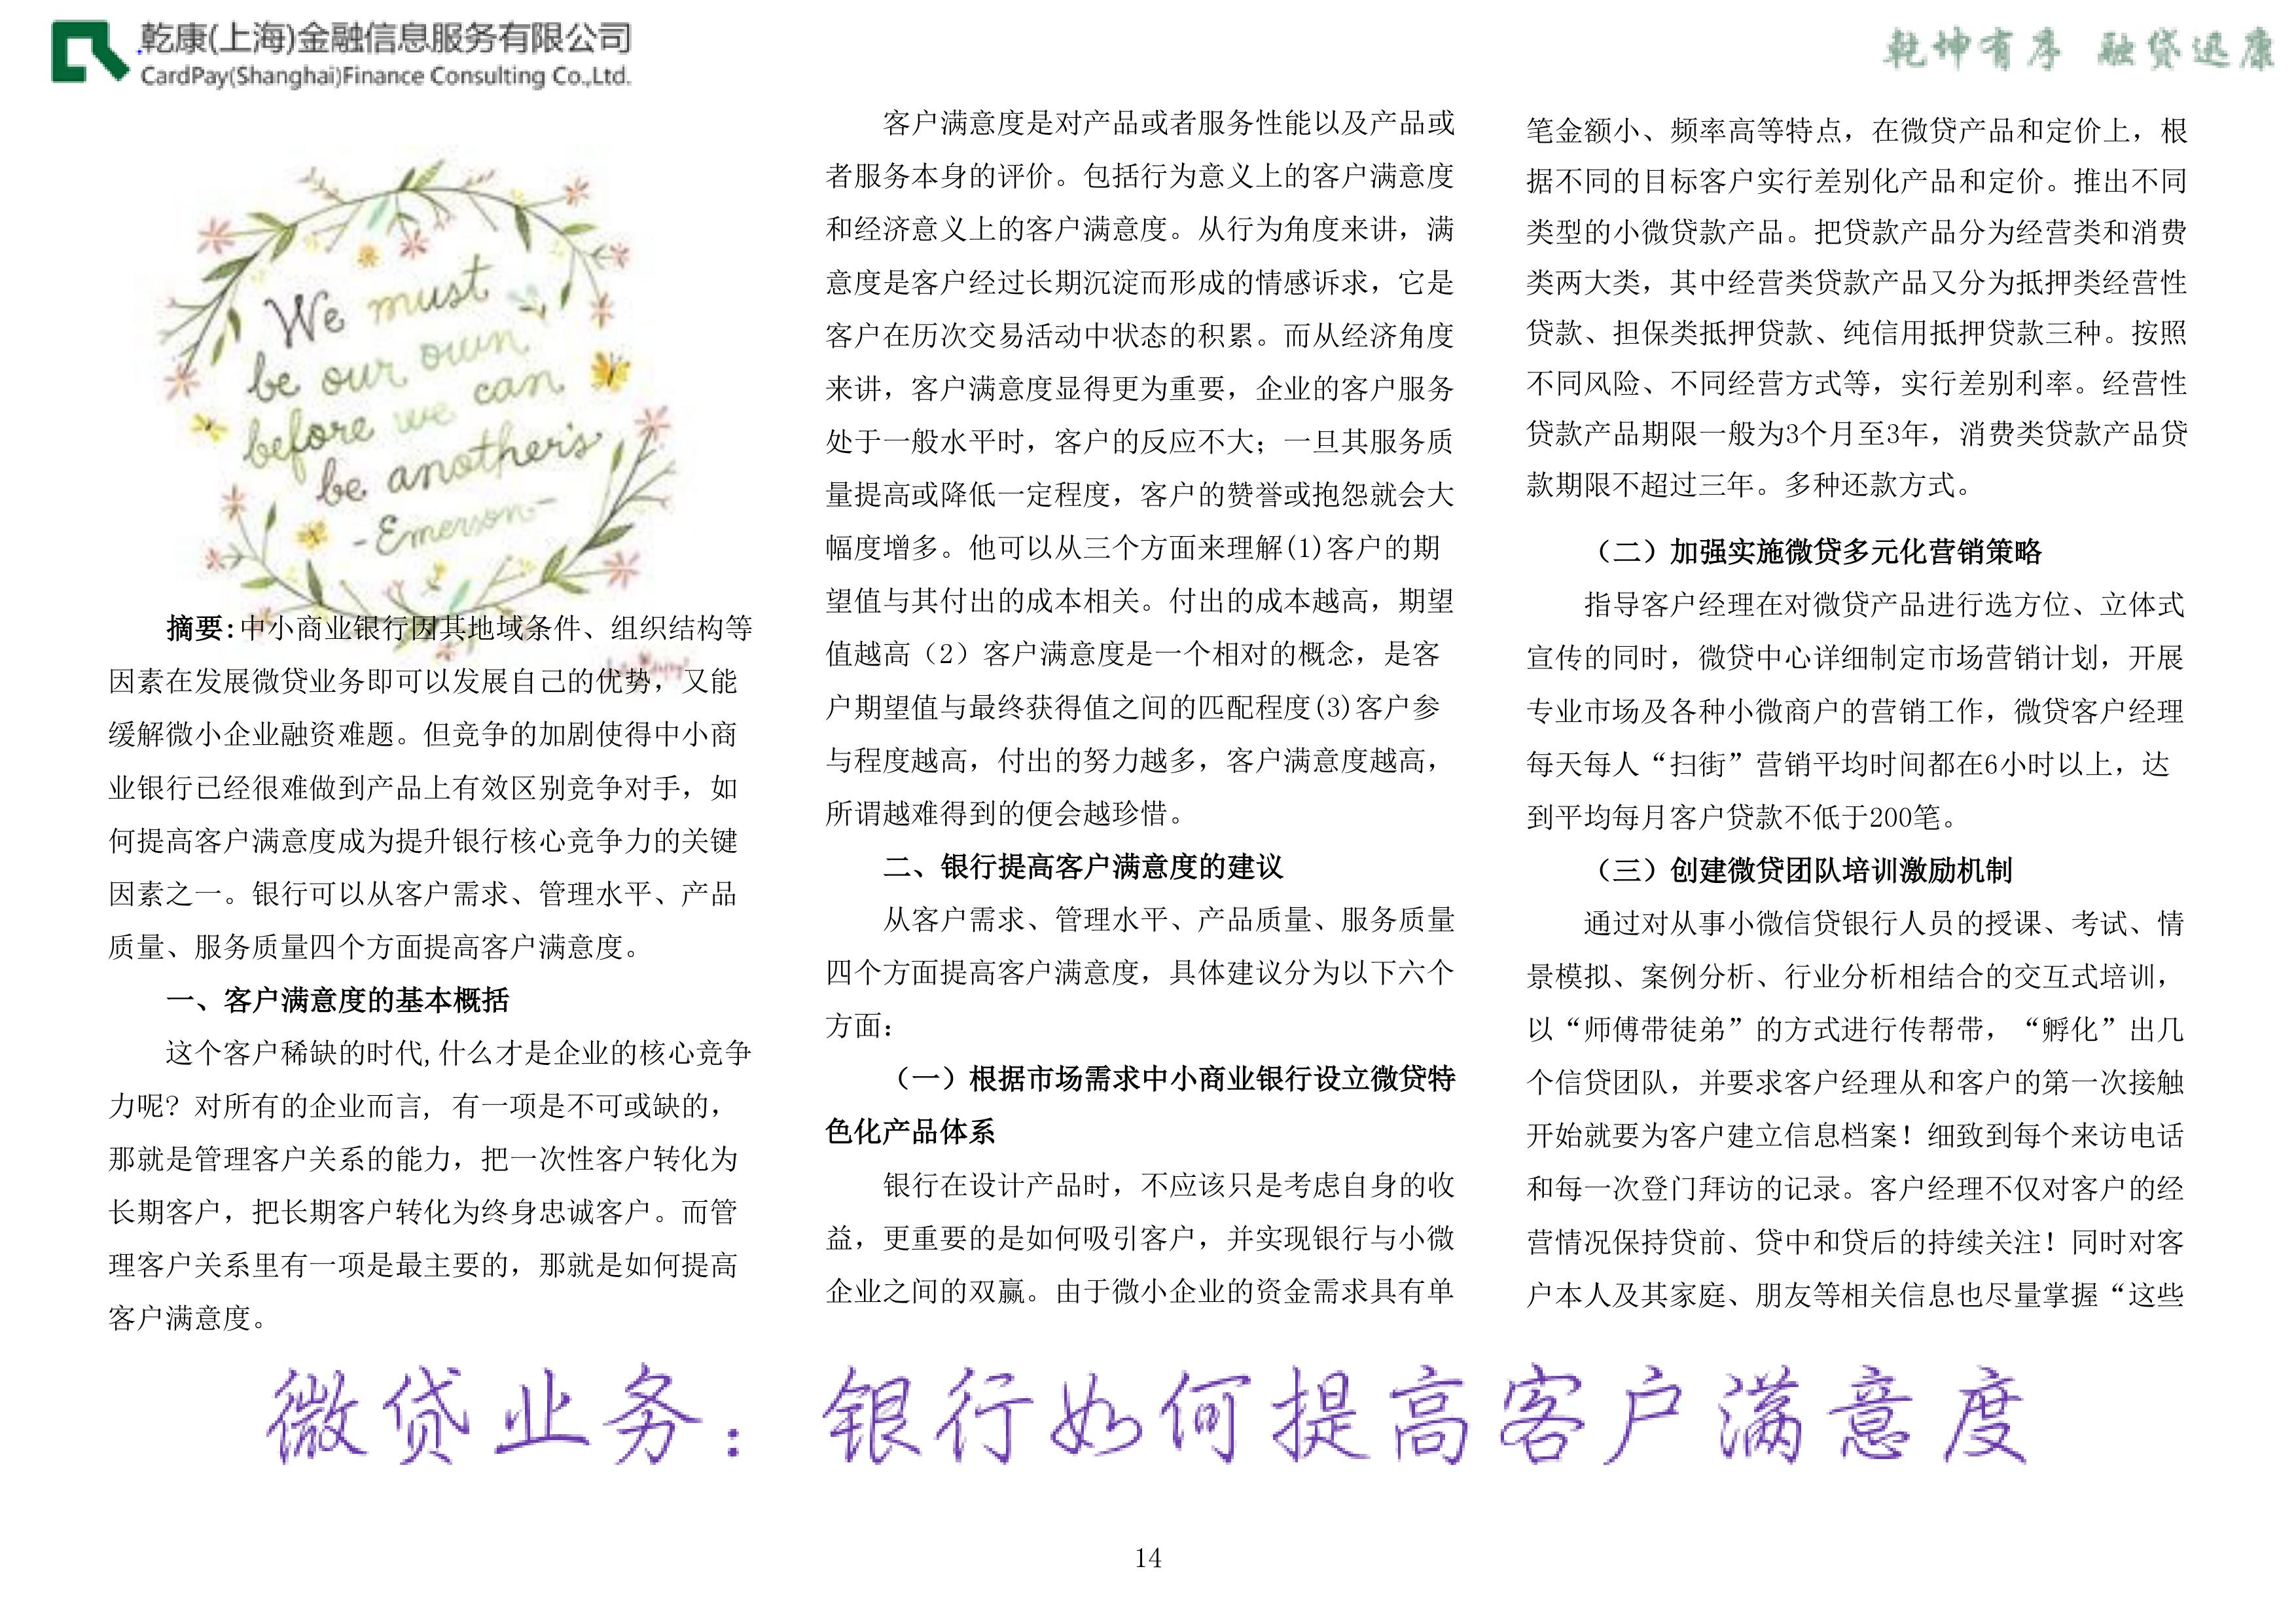 乾康(上海)金融信息服务有限公司
CardPay(Shanghai)Finance Consulting Co.,Ltd.
乾坤有序 融贷迅康
We must
be our own
before we can
be another's
-Emerson-
摘要:中小商业银行因其地域条件、组织结构等
因素在发展微贷业务即可以发展自己的优势，又能
缓解微小企业融资难题。但竞争的加剧使得中小商
业银行已经很难做到产品上有效区别竞争对手，如
何提高客户满意度成为提升银行核心竞争力的关键
因素之一。银行可以从客户需求、管理水平、产品
质量、服务质量四个方面提高客户满意度。
一、客户满意度的基本概括
这个客户稀缺的时代,什么才是企业的核心竞争
力呢? 对所有的企业而言, 有一项是不可或缺的，
那就是管理客户关系的能力，把一次性客户转化为
长期客户，把长期客户转化为终身忠诚客户。而管
理客户关系里有一项是最主要的，那就是如何提高
客户满意度。
客户满意度是对产品或者服务性能以及产品或
者服务本身的评价。包括行为意义上的客户满意度
和经济意义上的客户满意度。从行为角度来讲，满
意度是客户经过长期沉淀而形成的情感诉求，它是
客户在历次交易活动中状态的积累。而从经济角度
来讲，客户满意度显得更为重要，企业的客户服务
处于一般水平时，客户的反应不大；一旦其服务质
量提高或降低一定程度，客户的赞誉或抱怨就会大
幅度增多。他可以从三个方面来理解(1)客户的期
望值与其付出的成本相关。付出的成本越高，期望
值越高（2）客户满意度是一个相对的概念，是客
户期望值与最终获得值之间的匹配程度(3)客户参
与程度越高，付出的努力越多，客户满意度越高，
所谓越难得到的便会越珍惜。
二、银行提高客户满意度的建议
从客户需求、管理水平、产品质量、服务质量
四个方面提高客户满意度，具体建议分为以下六个
方面：
（一）根据市场需求中小商业银行设立微贷特
色化产品体系
银行在设计产品时，不应该只是考虑自身的收
益，更重要的是如何吸引客户，并实现银行与小微
企业之间的双赢。由于微小企业的资金需求具有单
笔金额小、频率高等特点，在微贷产品和定价上，根
据不同的目标客户实行差别化产品和定价。推出不同
类型的小微贷款产品。把贷款产品分为经营类和消费
类两大类，其中经营类贷款产品又分为抵押类经营性
贷款、担保类抵押贷款、纯信用抵押贷款三种。按照
不同风险、不同经营方式等，实行差别利率。经营性
贷款产品期限一般为3个月至3年，消费类贷款产品贷
款期限不超过三年。多种还款方式。
（二）加强实施微贷多元化营销策略
指导客户经理在对微贷产品进行选方位、立体式
宣传的同时，微贷中心详细制定市场营销计划，开展
专业市场及各种小微商户的营销工作，微贷客户经理
每天每人“扫街”营销平均时间都在6小时以上，达
到平均每月客户贷款不低于200笔。
（三）创建微贷团队培训激励机制
通过对从事小微信贷银行人员的授课、考试、情
景模拟、案例分析、行业分析相结合的交互式培训，
以“师傅带徒弟”的方式进行传帮带，“孵化”出几
个信贷团队，并要求客户经理从和客户的第一次接触
开始就要为客户建立信息档案！细致到每个来访电话
和每一次登门拜访的记录。客户经理不仅对客户的经
营情况保持贷前、贷中和贷后的持续关注！同时对客
户本人及其家庭、朋友等相关信息也尽量掌握“这些
微贷业务：银行如何提高客户满意度
14